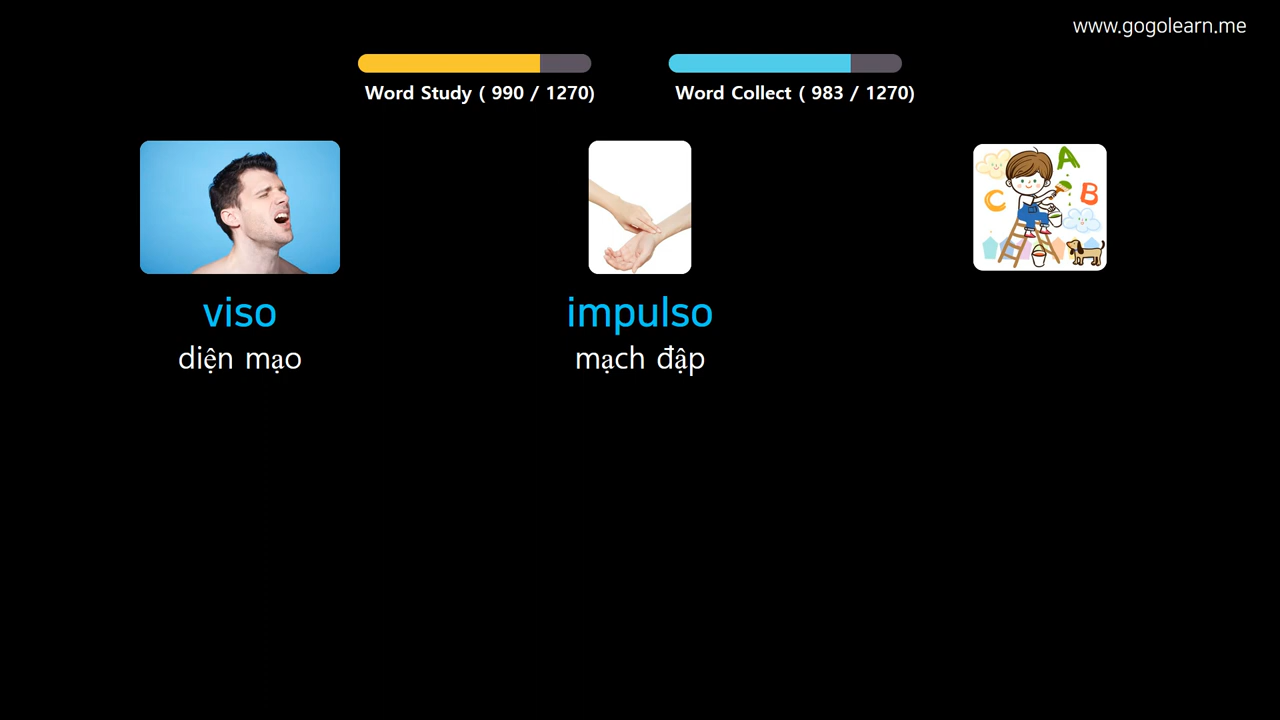 www.gogolearn.me
Word Study ( 990 / 1270)
Word Collect ( 983 / 1270)
A
B
C
viso
impulso
diện mạo
mạch đập